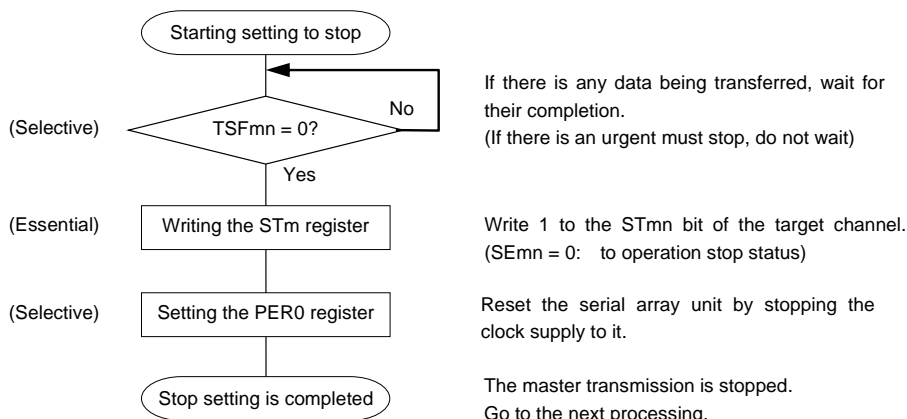 Starting setting to stop
If there is any data being transferred, wait for
their completion.
(If there is an urgent must stop, do not wait)
(Selective)
TSFmn = 0?
No
Yes
(Essential)
Writing the STm register
Write 1 to the STmn bit of the target channel.
(SEmn = 0: to operation stop status)
(Selective)
Setting the PER0 register
Reset the serial array unit by stopping the
clock supply to it.
Stop setting is completed
The master transmission is stopped.
Go to the next processing.